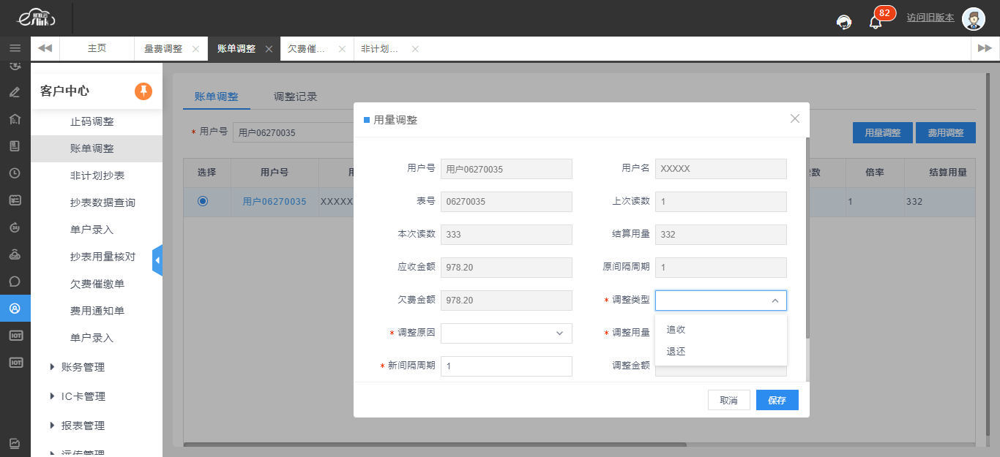 82
访问旧版本
主页
量费调整
账单调整
欠费催...
非计划...
客户中心
止码调整
账单调整
非计划抄表
抄表数据查询
单户录入
抄表用量核对
欠费催缴单
费用通知单
单户录入
账务管理
IC卡管理
报表管理
远传管理
账单调整
调整记录
* 用户号
用户06270035
用量调整
费用调整
选择
用户号
倍率
结算用量
用户06270035
XXXXX
1
332
用量调整
用户号
用户06270035
用户名
XXXXX
表号
06270035
上次读数
1
本次读数
333
结算用量
332
应收金额
978.20
原间隔周期
1
欠费金额
978.20
* 调整类型
追收
退还
* 调整原因
* 调整用量
* 新间隔周期
1
调整金额
取消
保存
IOT
IOT